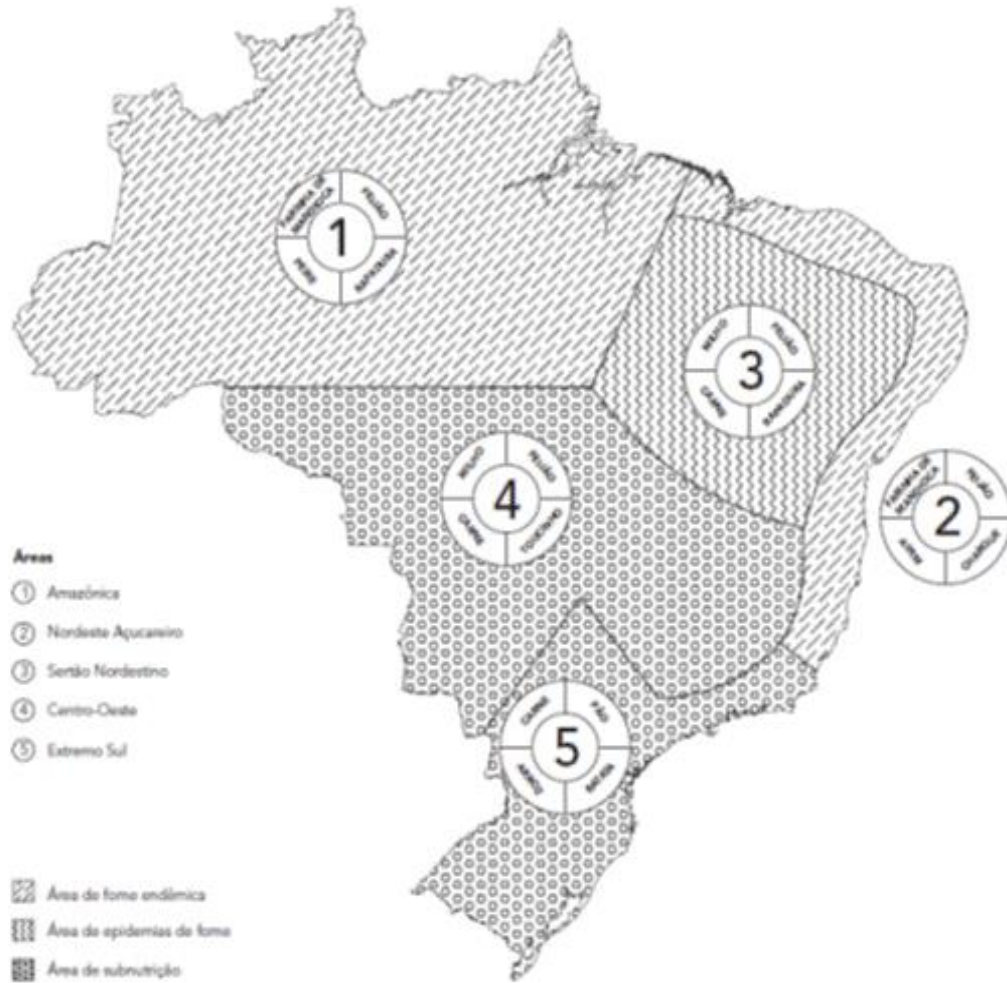 FARINHA DE
MANDIOCA
FEIJÃO
PEIXE
RAPADURA
1
MILHO
FEIJÃO
CARNE
RAPADURA
3
MILHO
FEIJÃO
CARNE
TOUCINHO
4
FARINHA DE
MANDIOCA
FEIJÃO
AIPIM
CHARQUE
2
CARNE
PÃO
ARROZ
BATATA
5
Áreas
1 Amazônica
2 Nordeste Açucareiro
3 Sertão Nordestino
4 Centro-Oeste
5 Extremo Sul
Área de fome endêmica
Área de epidemias de fome
Área de subnutrição